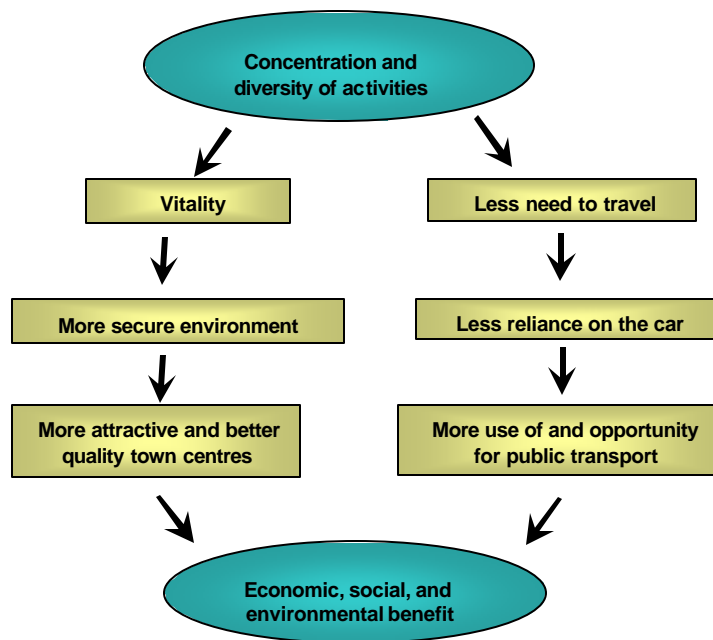 Concentration and
diversity of activities
Vitality
Less need to travel
More secure environment
Less reliance on the car
More attractive and better
quality town centres
More use of and opportunity
for public transport
Economic, social, and
environmental benefit